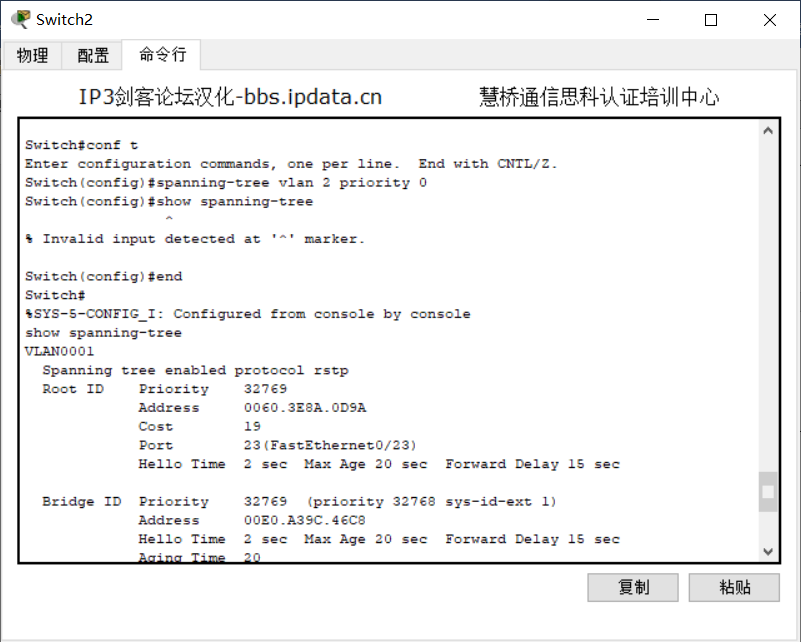 Switch2
物理 配置 命令行
IP3剑客论坛汉化-bbs.ipdata.cn 慧桥通信思科认证培训中心
Switch#conf t
Enter configuration commands, one per line.  End with CNTL/Z.
Switch(config)#spanning-tree vlan 2 priority 0
Switch(config)#show spanning-tree
                ^
% Invalid input detected at '^' marker.
Switch(config)#end
Switch#
%SYS-5-CONFIG_I: Configured from console by console
show spanning-tree
VLAN0001
  Spanning tree enabled protocol rstp
  Root ID    Priority    32769
             Address     0060.3E8A.0D9A
             Cost        19
             Port        23(FastEthernet0/23)
             Hello Time  2 sec  Max Age 20 sec  Forward Delay 15 sec
  Bridge ID  Priority    32769  (priority 32768 sys-id-ext 1)
             Address     00E0.A39C.46C8
             Hello Time  2 sec  Max Age 20 sec  Forward Delay 15 sec
             Aging Time  20
复制 粘贴